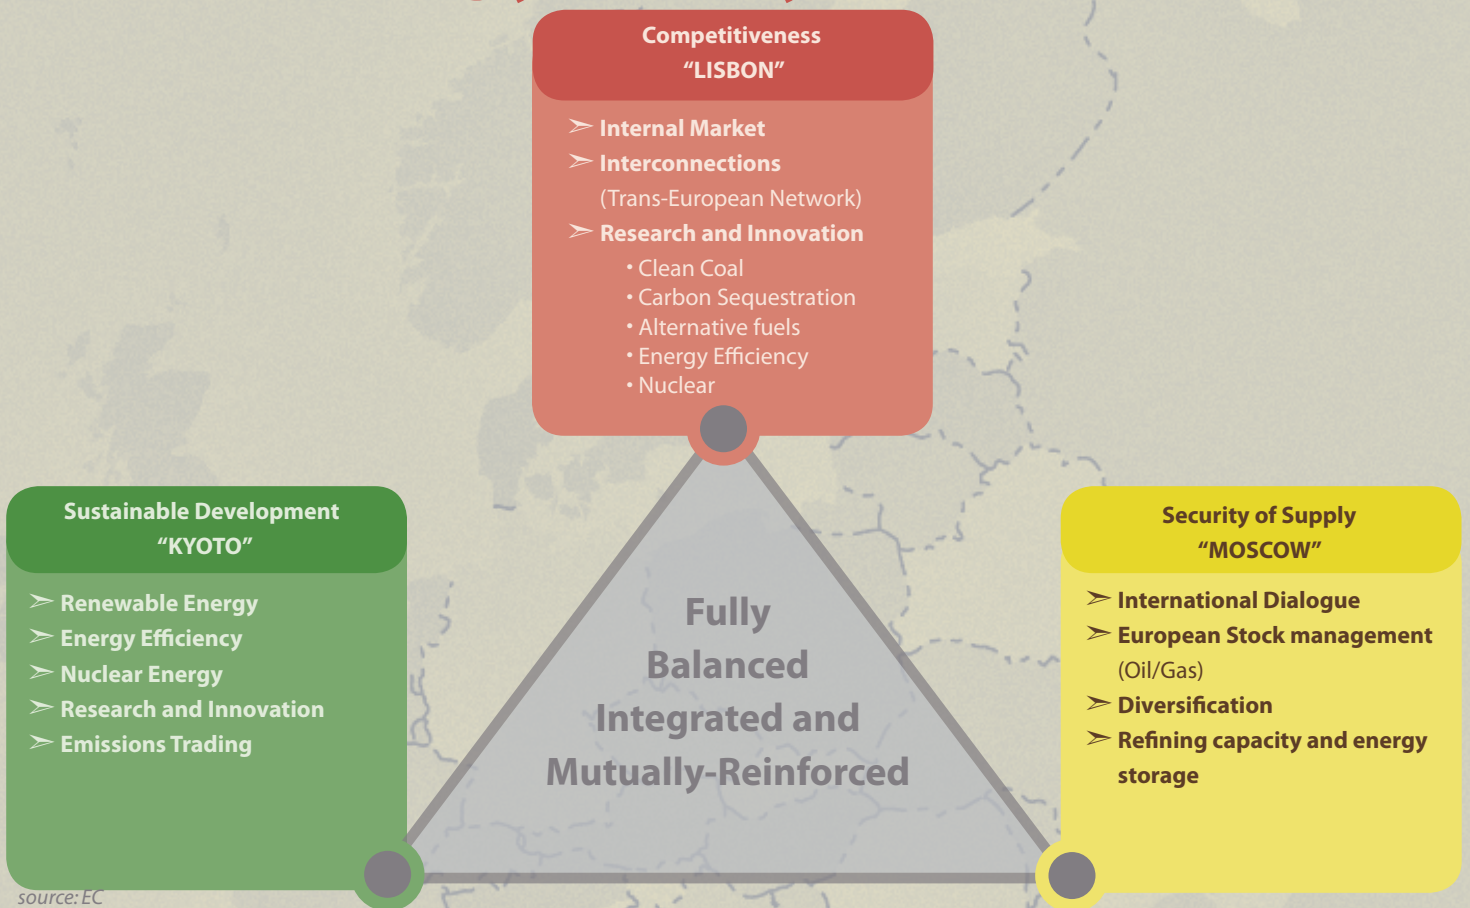 Competitiveness
“LISBON”
➢ Internal Market
➢ Interconnections
(Trans-European Network)
➢ Research and Innovation
• Clean Coal
• Carbon Sequestration
• Alternative fuels
• Energy Efficiency
• Nuclear
Sustainable Development
“KYOTO”
➢ Renewable Energy
➢ Energy Efficiency
➢ Nuclear Energy
➢ Research and Innovation
➢ Emissions Trading
Fully
Balanced
Integrated and
Mutually-Reinforced
Security of Supply
“MOSCOW”
➢ International Dialogue
➢ European Stock management
(Oil/Gas)
➢ Diversification
➢ Refining capacity and energy
storage
source: EC